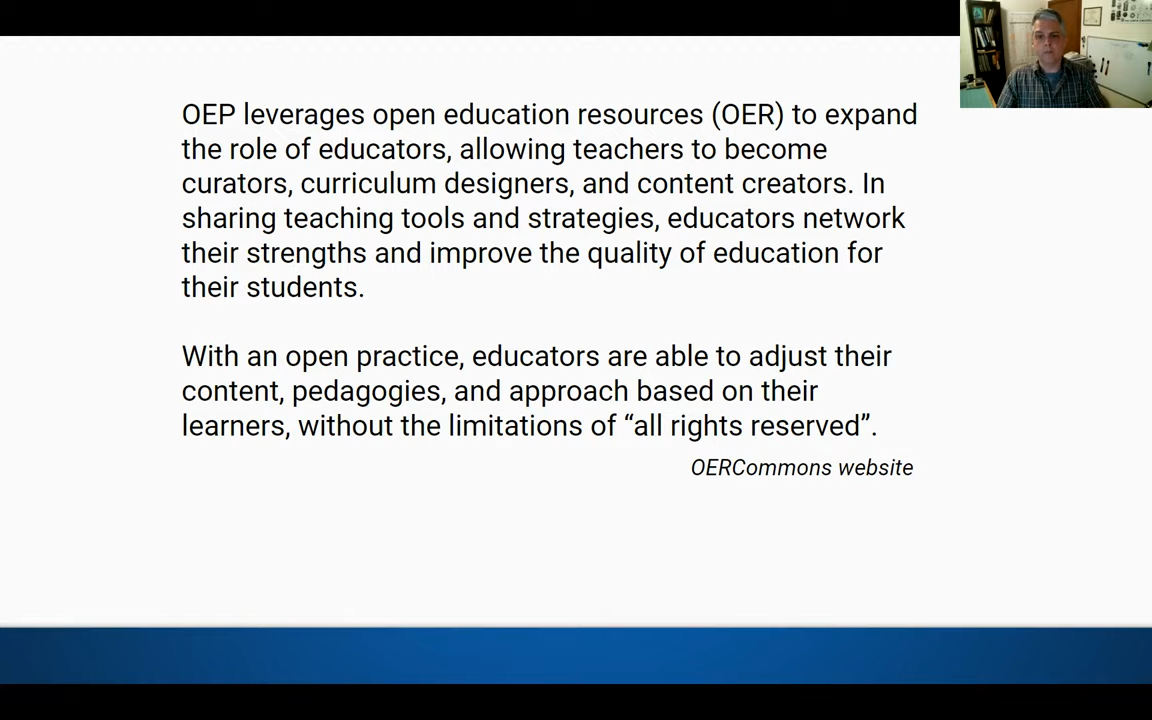 OEP leverages open education resources (OER) to expand
the role of educators, allowing teachers to become
curators, curriculum designers, and content creators. In
sharing teaching tools and strategies, educators network
their strengths and improve the quality of education for
their students.
With an open practice, educators are able to adjust their
content, pedagogies, and approach based on their
learners, without the limitations of “all rights reserved”.
OERCommons website